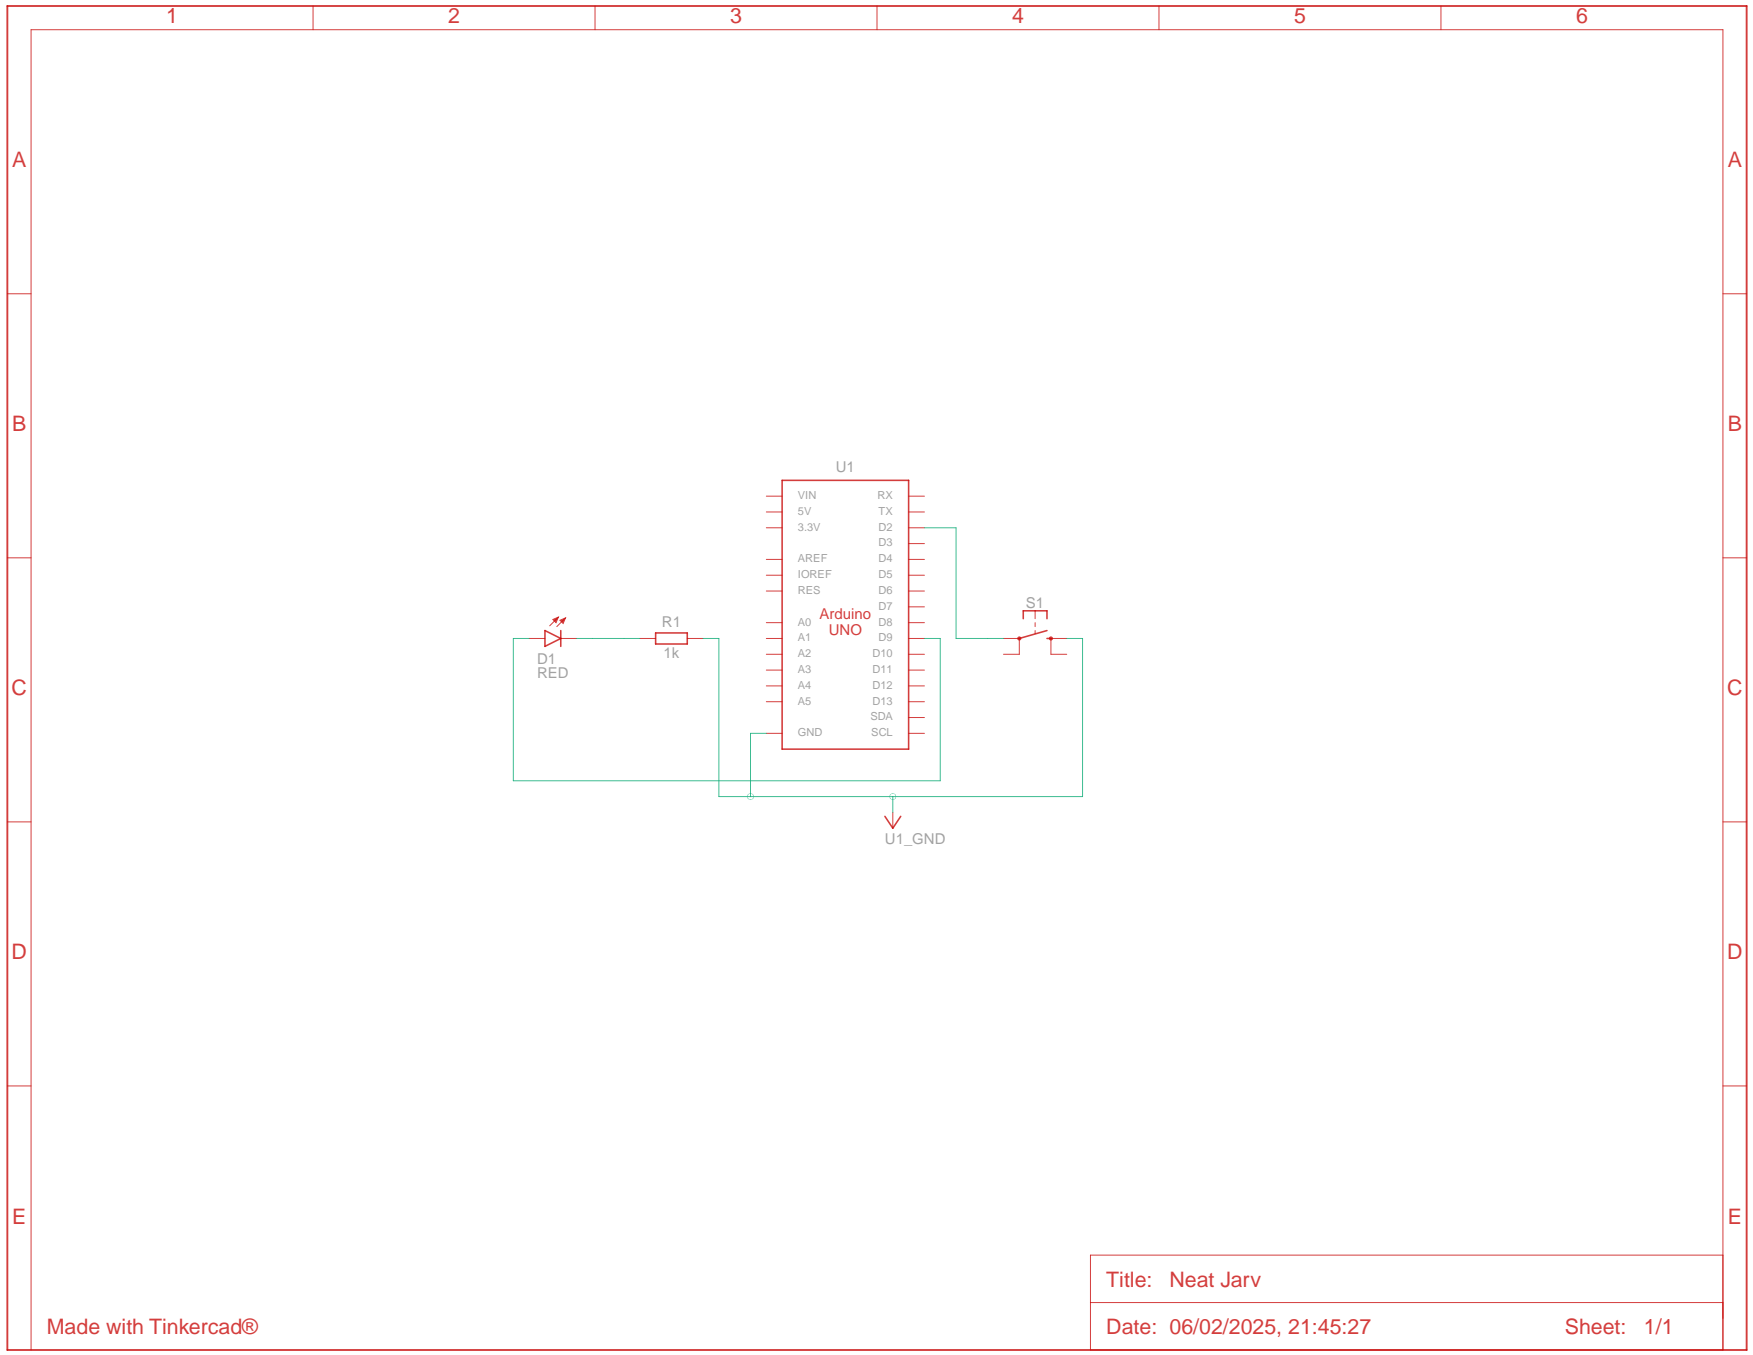 1 2 3 4 5 6
A A
B B
U1
VIN RX
5V TX
3.3V D2
D3
AREF D4
IOREF D5
RES D6
D7
Arduino
UNO
A0 D8
A1 D9
A2 D10
A3 D11
A4 D12
A5 D13
SDA
GND SCL
S1
R1
1k
D1
RED
C C
U1_GND
D D
E E
Title: Neat Jarv
Made with Tinkercad®
Date: 06/02/2025, 21:45:27 Sheet: 1/1